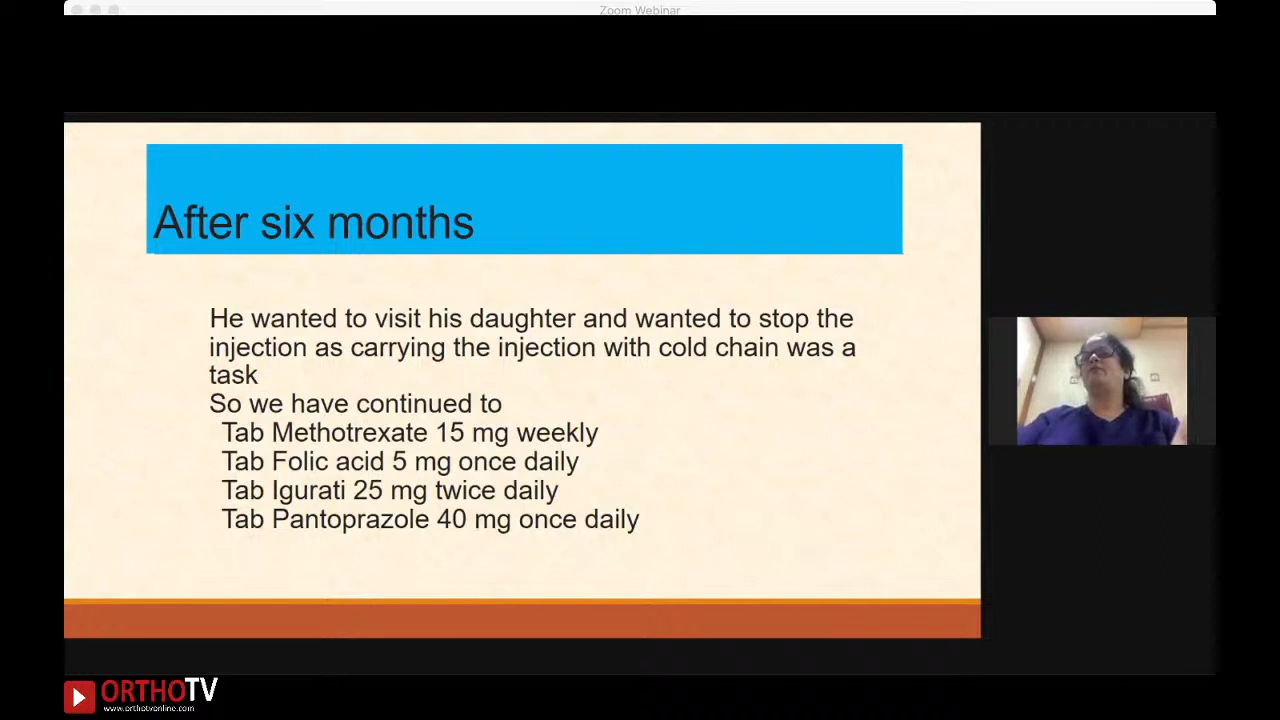 Zoom Webinar
After six months
He wanted to visit his daughter and wanted to stop the
injection as carrying the injection with cold chain was a
task
So we have continued to
Tab Methotrexate 15 mg weekly
Tab Folic acid 5 mg once daily
Tab Igurati 25 mg twice daily
Tab Pantoprazole 40 mg once daily
ORTHOTV
www.orthotvonline.com